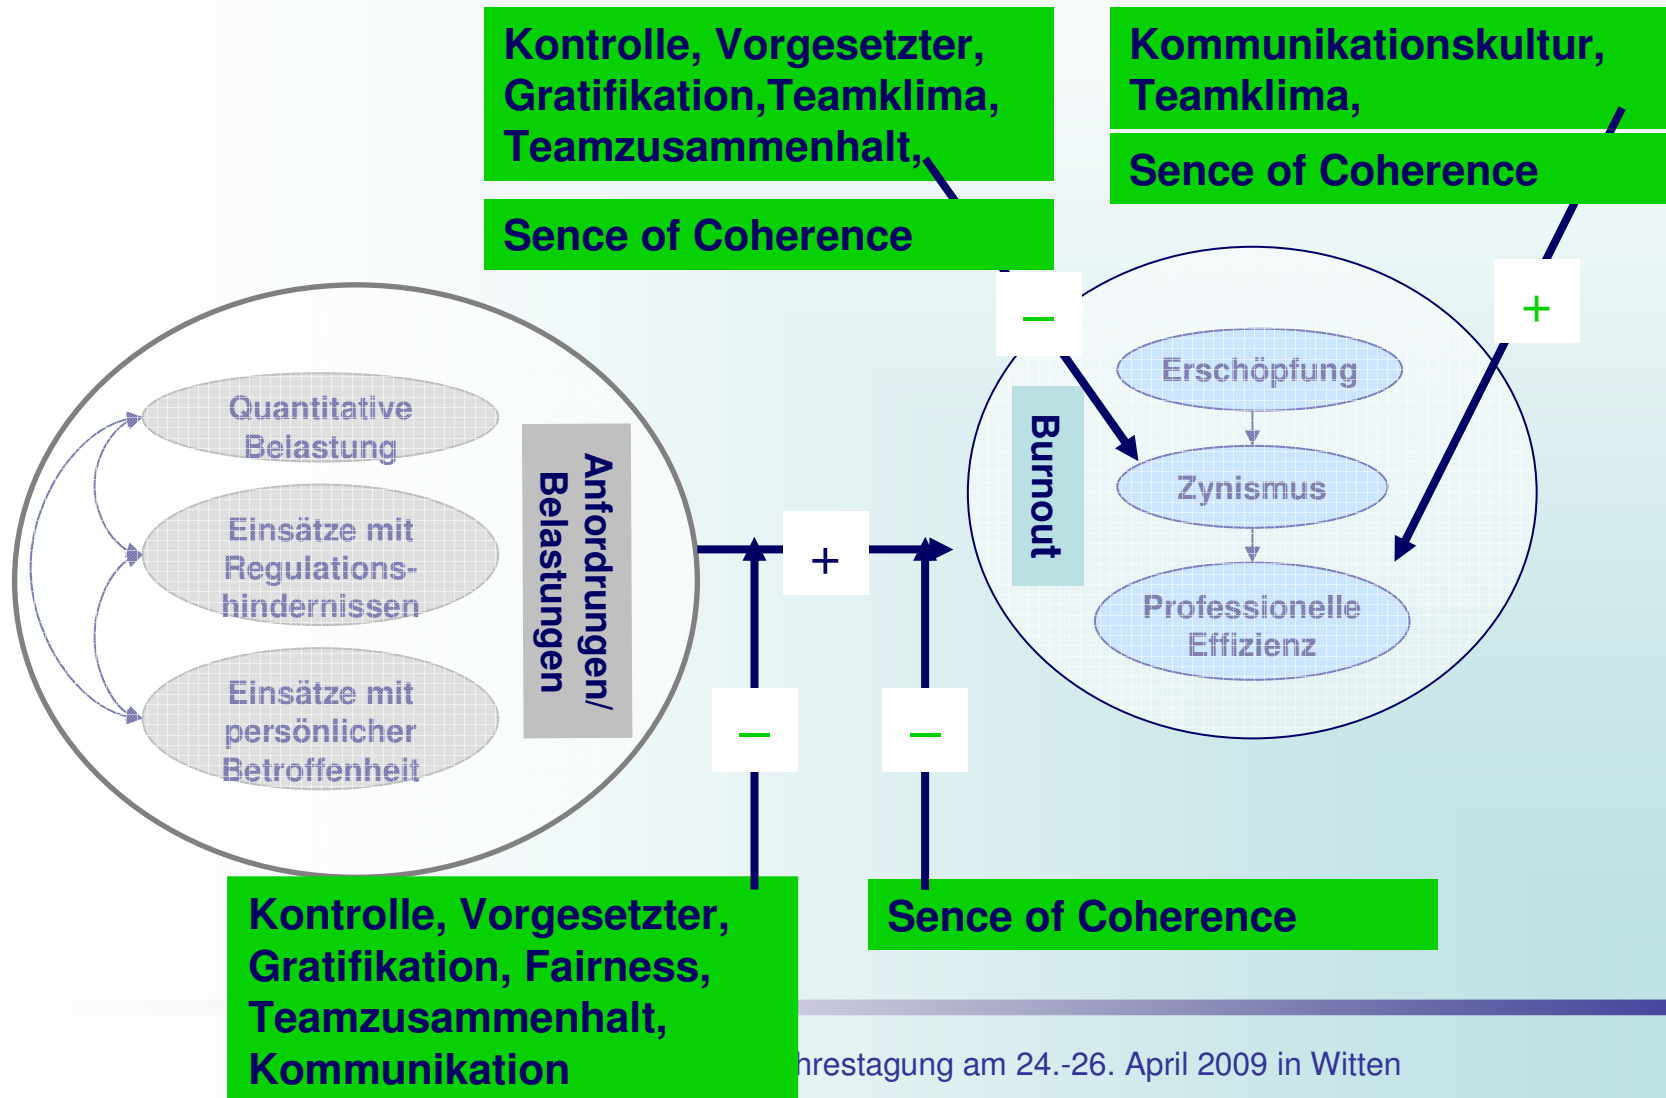 Kontrolle, Vorgesetzter,
Gratifikation,Teamklima,
Teamzusammenhalt,
Sence of Coherence
Kommunikationskultur,
Teamklima,
Sence of Coherence
–
+
Quantitative
Belastung
Einsätze mit
Regulations-
hindernissen
Einsätze mit
persönlicher
Betroffenheit
Anfordrungen/
Belastungen
+
–
–
Burnout
Erschöpfung
Zynismus
Professionelle
Effizienz
Kontrolle, Vorgesetzter,
Gratifikation, Fairness,
Teamzusammenhalt,
Kommunikation
Sence of Coherence
hrestagung am 24.-26. April 2009 in Witten